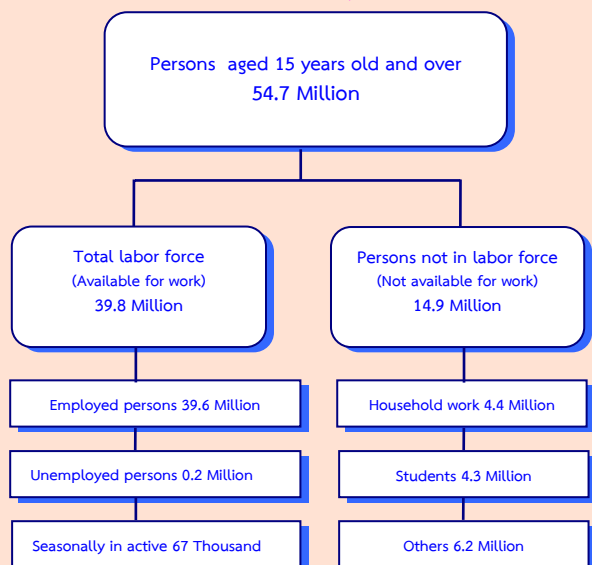 Persons aged 15 years old and over
54.7 Million
Total labor force
(Available for work)
39.8 Million
Persons not in labor force
(Not available for work)
14.9 Million
Employed persons 39.6 Million
Household work 4.4 Million
Unemployed persons 0.2 Million
Students 4.3 Million
Seasonally in active 67 Thousand
Others 6.2 Million